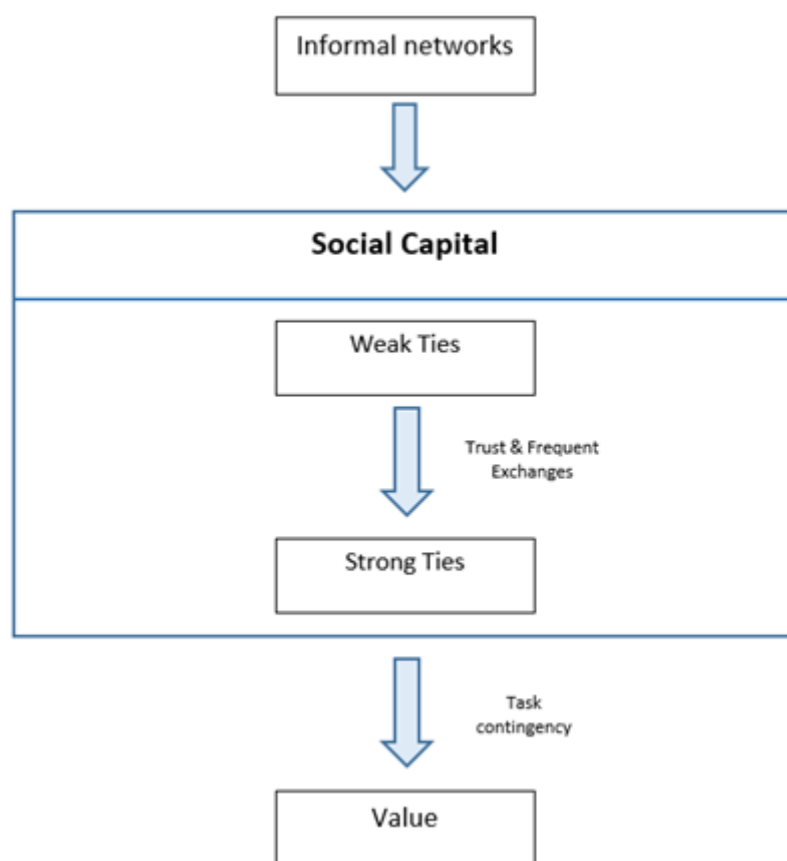 Informal networks
Social Capital
Weak Ties
Trust & Frequent
Exchanges
Strong Ties
Task
contingency
Value